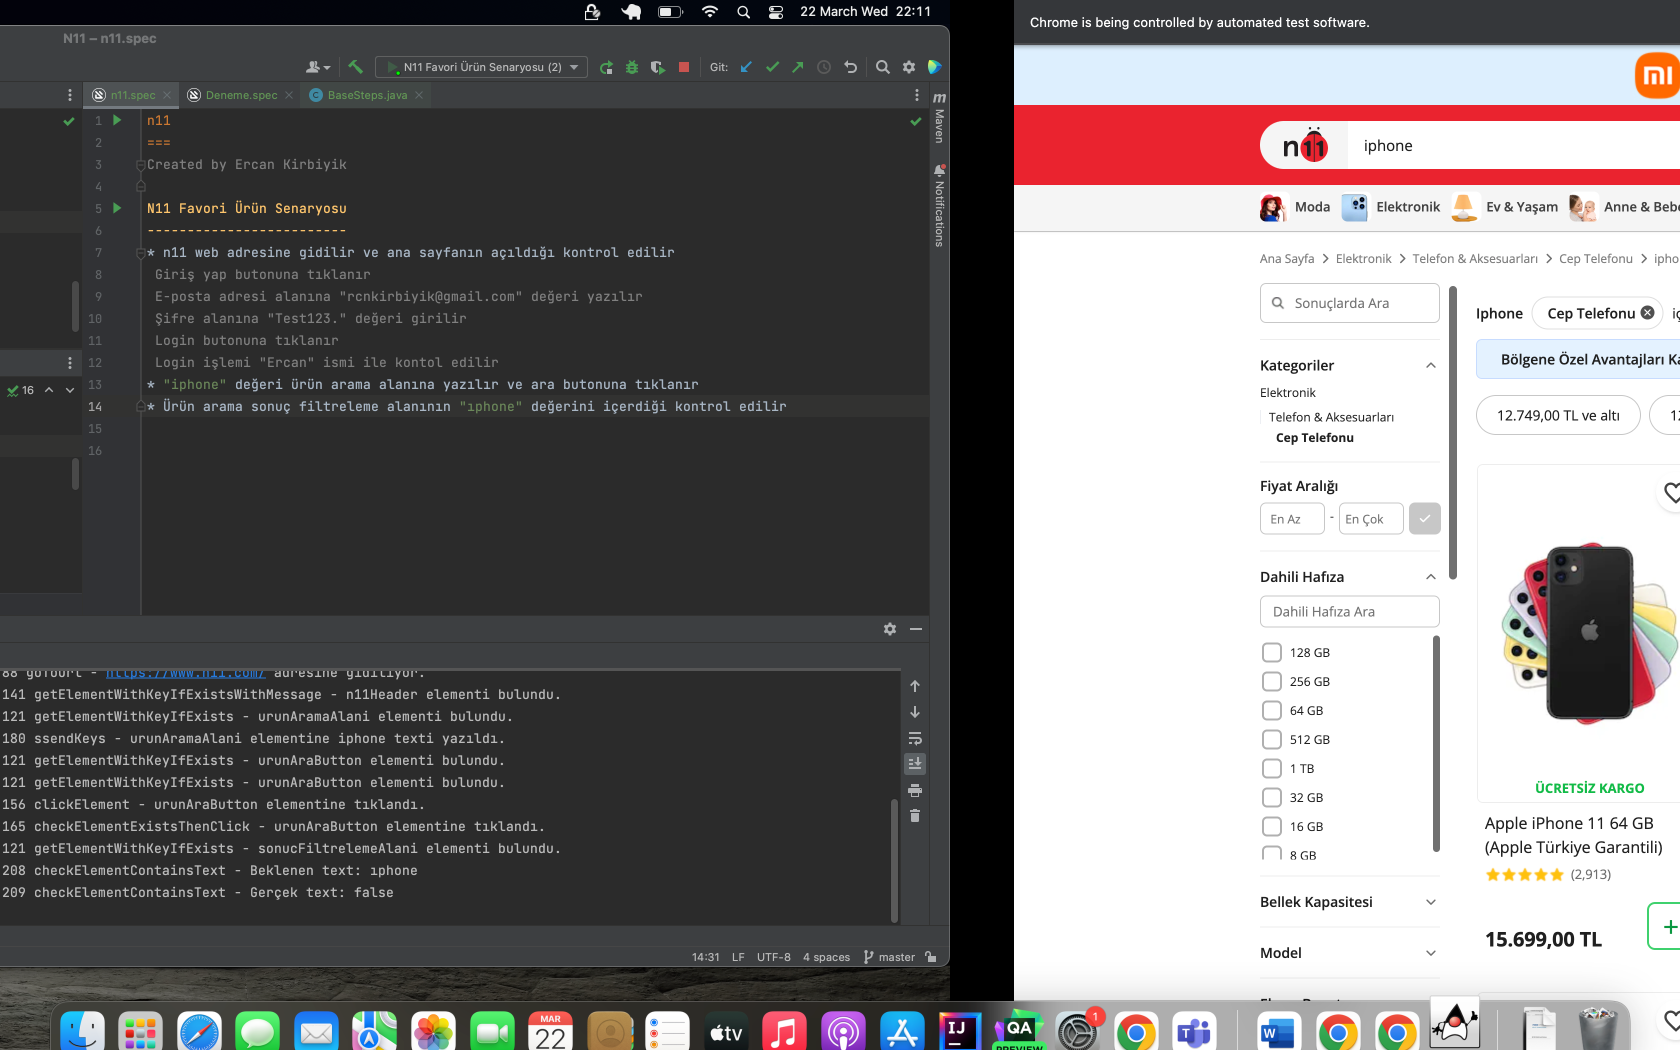 22 March Wed 22:11
N11 – n11.spec
N11 Favori Ürün Senaryosu (2)
Git:
n11.spec
Deneme.spec
BaseSteps.java
Maven
Notifications
16
1 n11
2 ===
3 Created by Ercan Kirbiyik
4
5 N11 Favori Ürün Senaryosu
6 -------------------------
7 * n11 web adresine gidilir ve ana sayfanın açıldığı kontrol edilir
8 Giriş yap butonuna tıklanır
9 E-posta adresi alanına "rcnkirbiyik@gmail.com" değeri yazılır
10 Şifre alanına "Test123." değeri girilir
11 Login butonuna tıklanır
12 Login işlemi "Ercan" ismi ile kontol edilir
13 * "iphone" değeri ürün arama alanına yazılır ve ara butonuna tıklanır
14 * Ürün arama sonuç filtreleme alanının "ıphone" değerini içerdiği kontrol edilir
15
16
88 goToUrl - https://www.n11.com/ adresine gidiliyor.
141 getElementWithKeyIfExistsWithMessage - n11Header elementi bulundu.
121 getElementWithKeyIfExists - urunAramaAlani elementi bulundu.
180 ssendKeys - urunAramaAlani elementine iphone texti yazıldı.
121 getElementWithKeyIfExists - urunAraButton elementi bulundu.
121 getElementWithKeyIfExists - urunAraButton elementi bulundu.
156 clickElement - urunAraButton elementine tıklandı.
165 checkElementExistsThenClick - urunAraButton elementine tıklandı.
121 getElementWithKeyIfExists - sonucFiltrelemeAlani elementi bulundu.
208 checkElementContainsText - Beklenen text: ıphone
209 checkElementContainsText - Gerçek text: false
14:31 LF UTF-8 4 spaces master
Chrome is being controlled by automated test software.
mi
n11
iphone
Moda
Elektronik
Ev & Yaşam
Anne & Beb
Ana Sayfa > Elektronik > Telefon & Aksesuarları > Cep Telefonu > ipho
Sonuçlarda Ara
Iphone
Cep Telefonu
iç
Bölgene Özel Avantajları Ka
Kategoriler
Elektronik
Telefon & Aksesuarları
Cep Telefonu
12.749,00 TL ve altı
12
Fiyat Aralığı
En Az - En Çok
Dahili Hafıza
Dahili Hafıza Ara
128 GB
256 GB
64 GB
512 GB
1 TB
32 GB
16 GB
8 GB
Bellek Kapasitesi
Model
ÜCRETSİZ KARGO
Apple iPhone 11 64 GB
(Apple Türkiye Garantili)
(2,913)
15.699,00 TL
MAR
22
tv
IJ
QA
PREVIEW
1
T
W